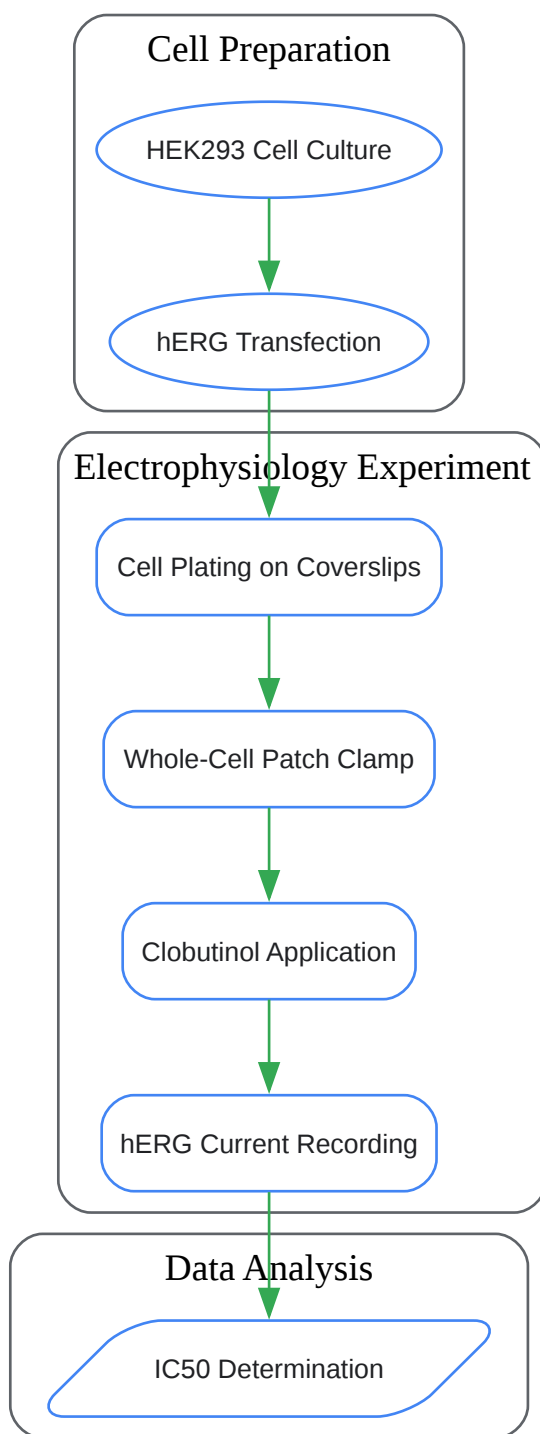 Cell Preparation
HEK293 Cell Culture
hERG Transfection
Electrophysiology Experiment
Cell Plating on Coverslips
Whole-Cell Patch Clamp
Clobutinol Application
hERG Current Recording
Data Analysis
IC50 Determination